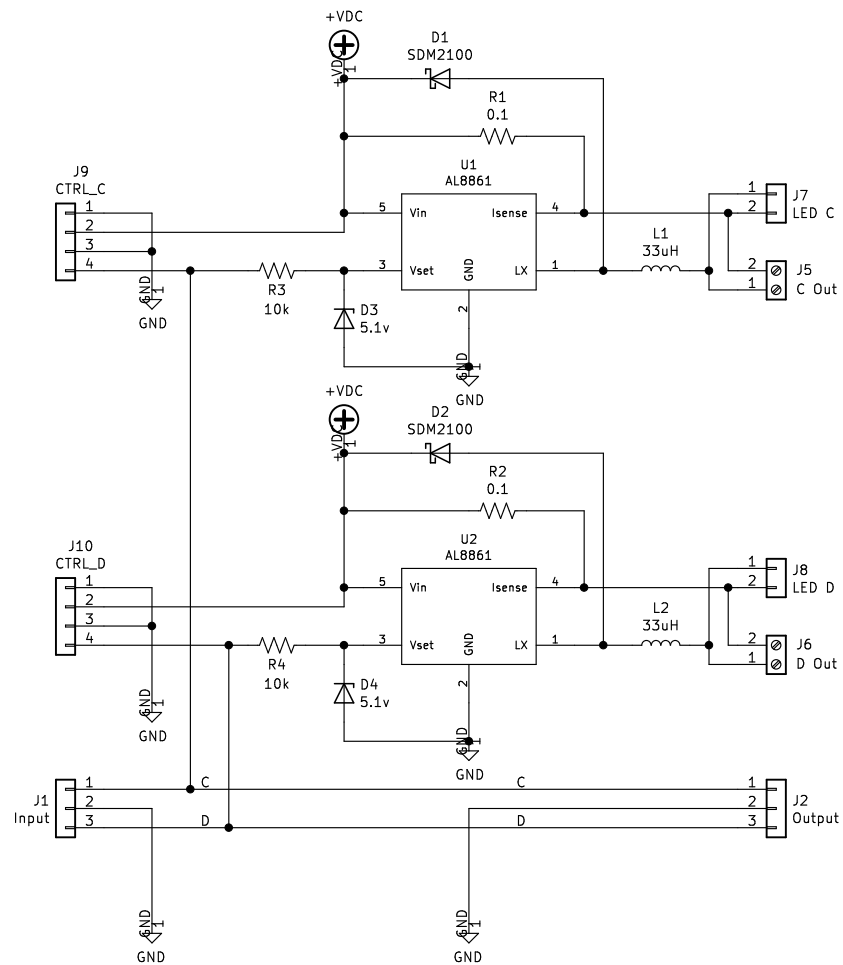 +VDC
+VDC
1
D1
SDM2100
R1
0.1
J9
CTRL_C
1
2
3
4
U1
AL8861
5 Vin Isense 4
3 Vset GND LX 1
2
L1
33uH
1
2
J7
LED C
2
1
J5
C Out
R3
10k
D3
5.1v
GND
1
GND
GND
1
GND
+VDC
+VDC
1
D2
SDM2100
R2
0.1
J10
CTRL_D
1
2
3
4
U2
AL8861
5 Vin Isense 4
3 Vset GND LX 1
2
L2
33uH
1
2
J8
LED D
2
1
J6
D Out
R4
10k
D4
5.1v
GND
1
GND
GND
1
GND
J1
Input
1 C C 1
2 2
3 D D 3
J2
Output
GND
1
GND
GND
1
GND